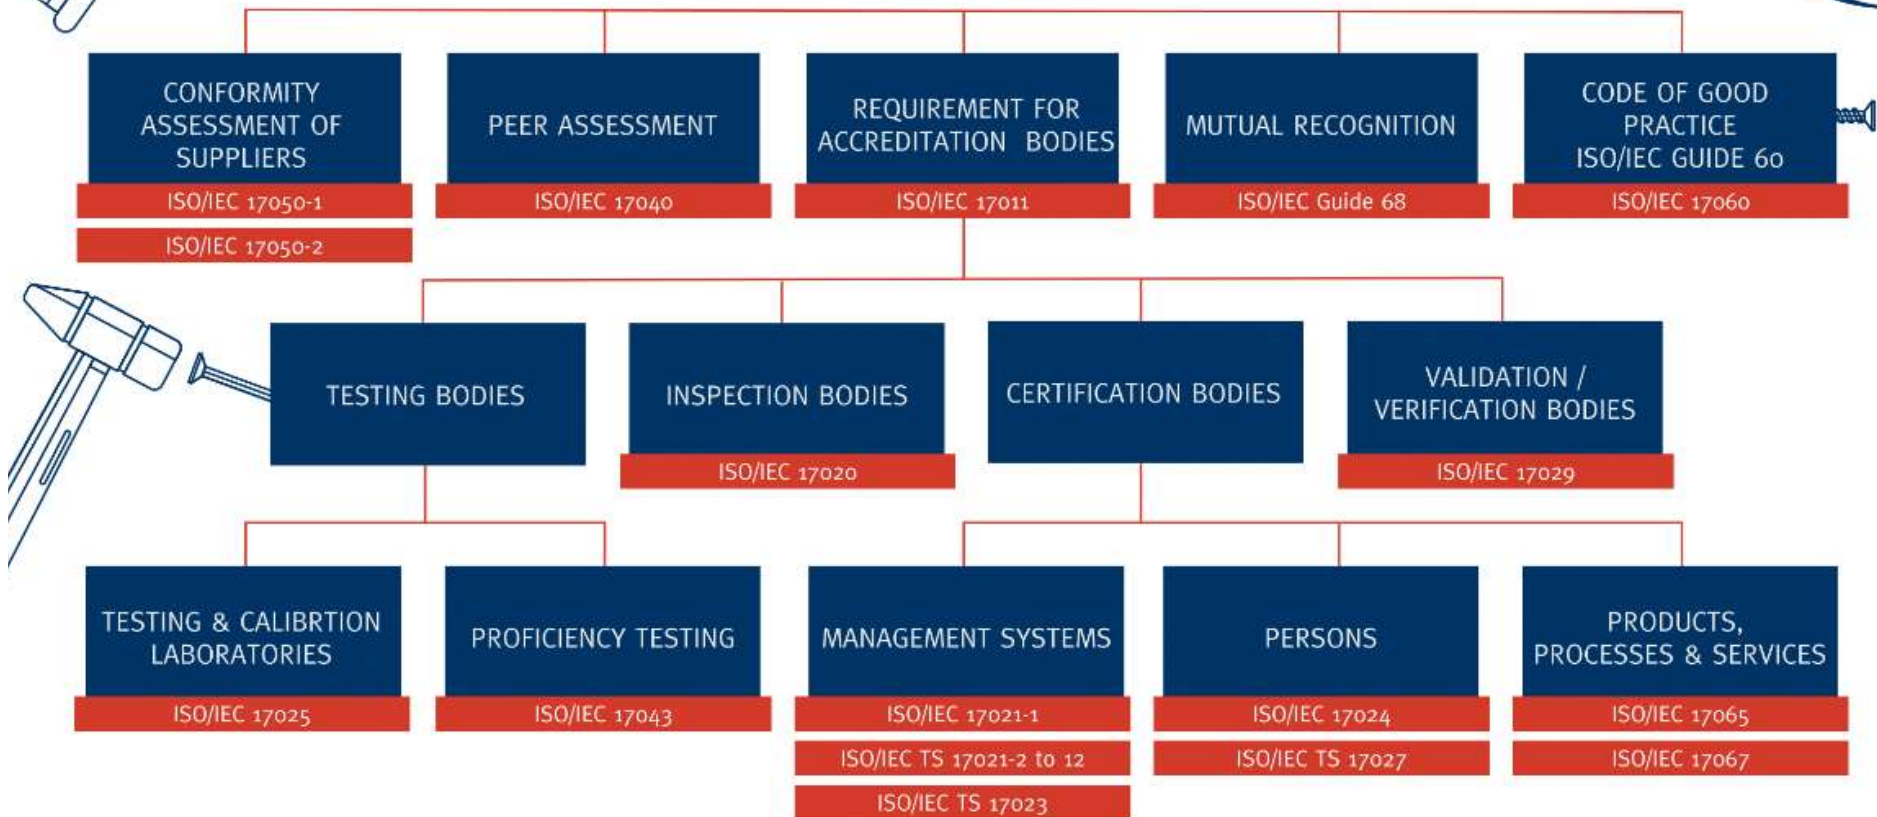 CONFORMITY
ASSESSMENT OF
SUPPLIERS
ISO/IEC 17050-1
ISO/IEC 17050-2
PEER ASSESSMENT
ISO/IEC 17040
REQUIREMENT FOR
ACCREDITATION BODIES
ISO/IEC 17011
MUTUAL RECOGNITION
ISO/IEC Guide 68
CODE OF GOOD
PRACTICE
ISO/IEC GUIDE 60
ISO/IEC 17060
TESTING BODIES
INSPECTION BODIES
ISO/IEC 17020
CERTIFICATION BODIES
VALIDATION /
VERIFICATION BODIES
ISO/IEC 17029
TESTING & CALIBRTION
LABORATORIES
ISO/IEC 17025
PROFICIENCY TESTING
ISO/IEC 17043
MANAGEMENT SYSTEMS
ISO/IEC 17021-1
ISO/IEC TS 17021-2 to 12
ISO/IEC TS 17023
PERSONS
ISO/IEC 17024
ISO/IEC TS 17027
PRODUCTS,
PROCESSES & SERVICES
ISO/IEC 17065
ISO/IEC 17067